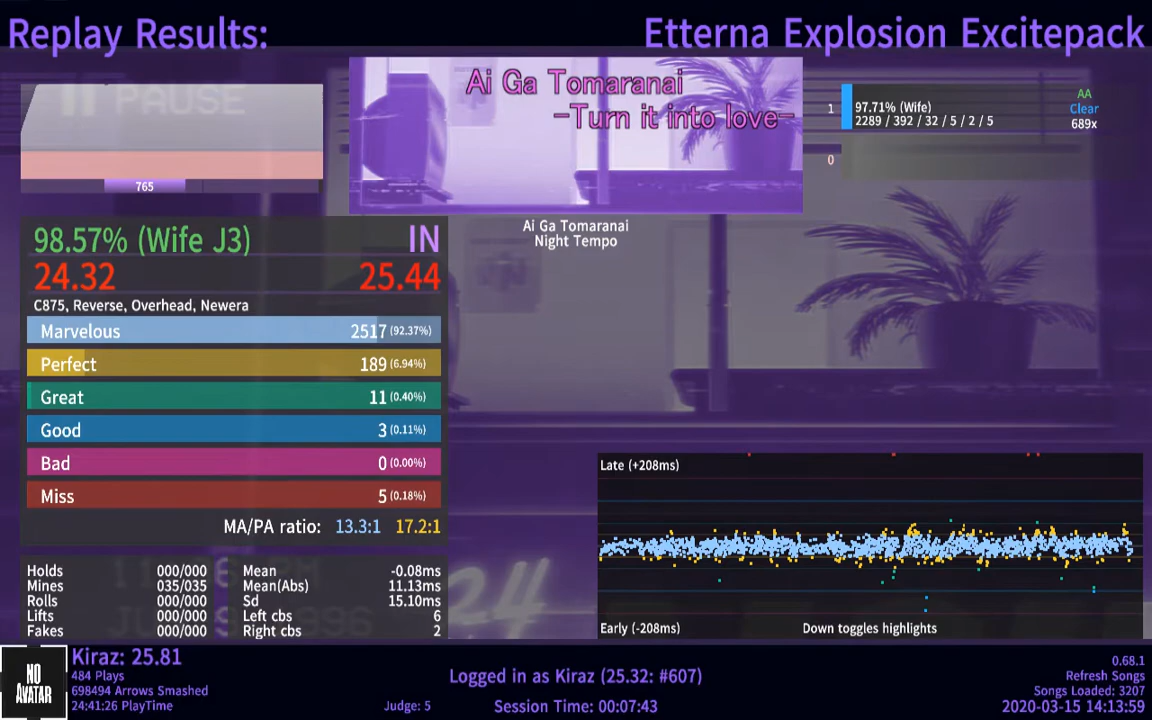 Replay Results:
Etterna Explosion Excitepack
PAUSE
765
Ai Ga Tomaranai
-Turn it into love-
1
97.71% (Wife)
2289 / 392 / 32 / 5 / 2 / 5
AA
Clear
689x
0
Ai Ga Tomaranai
Night Tempo
98.57% (Wife J3)
IN
24.32
25.44
C875, Reverse, Overhead, Newera
Marvelous 2517 (92.37%)
Perfect 189 (6.94%)
Great 11 (0.40%)
Good 3 (0.11%)
Bad 0 (0.00%)
Miss 5 (0.18%)
MA/PA ratio: 13.3:1 17.2:1
Holds 000/000
Mines 035/035
Rolls 000/000
Lifts 000/000
Fakes 000/000
Mean -0.08ms
Mean(Abs) 11.13ms
Sd 15.10ms
Left cbs 6
Right cbs 2
Late (+208ms)
Early (-208ms)
Down toggles highlights
NO
AVATAR
Kiraz: 25.81
484 Plays
698494 Arrows Smashed
24:41:26 PlayTime
Judge: 5
Logged in as Kiraz (25.32: #607)
Session Time: 00:07:43
0.68.1
Refresh Songs
Songs Loaded: 3207
2020-03-15 14:13:59